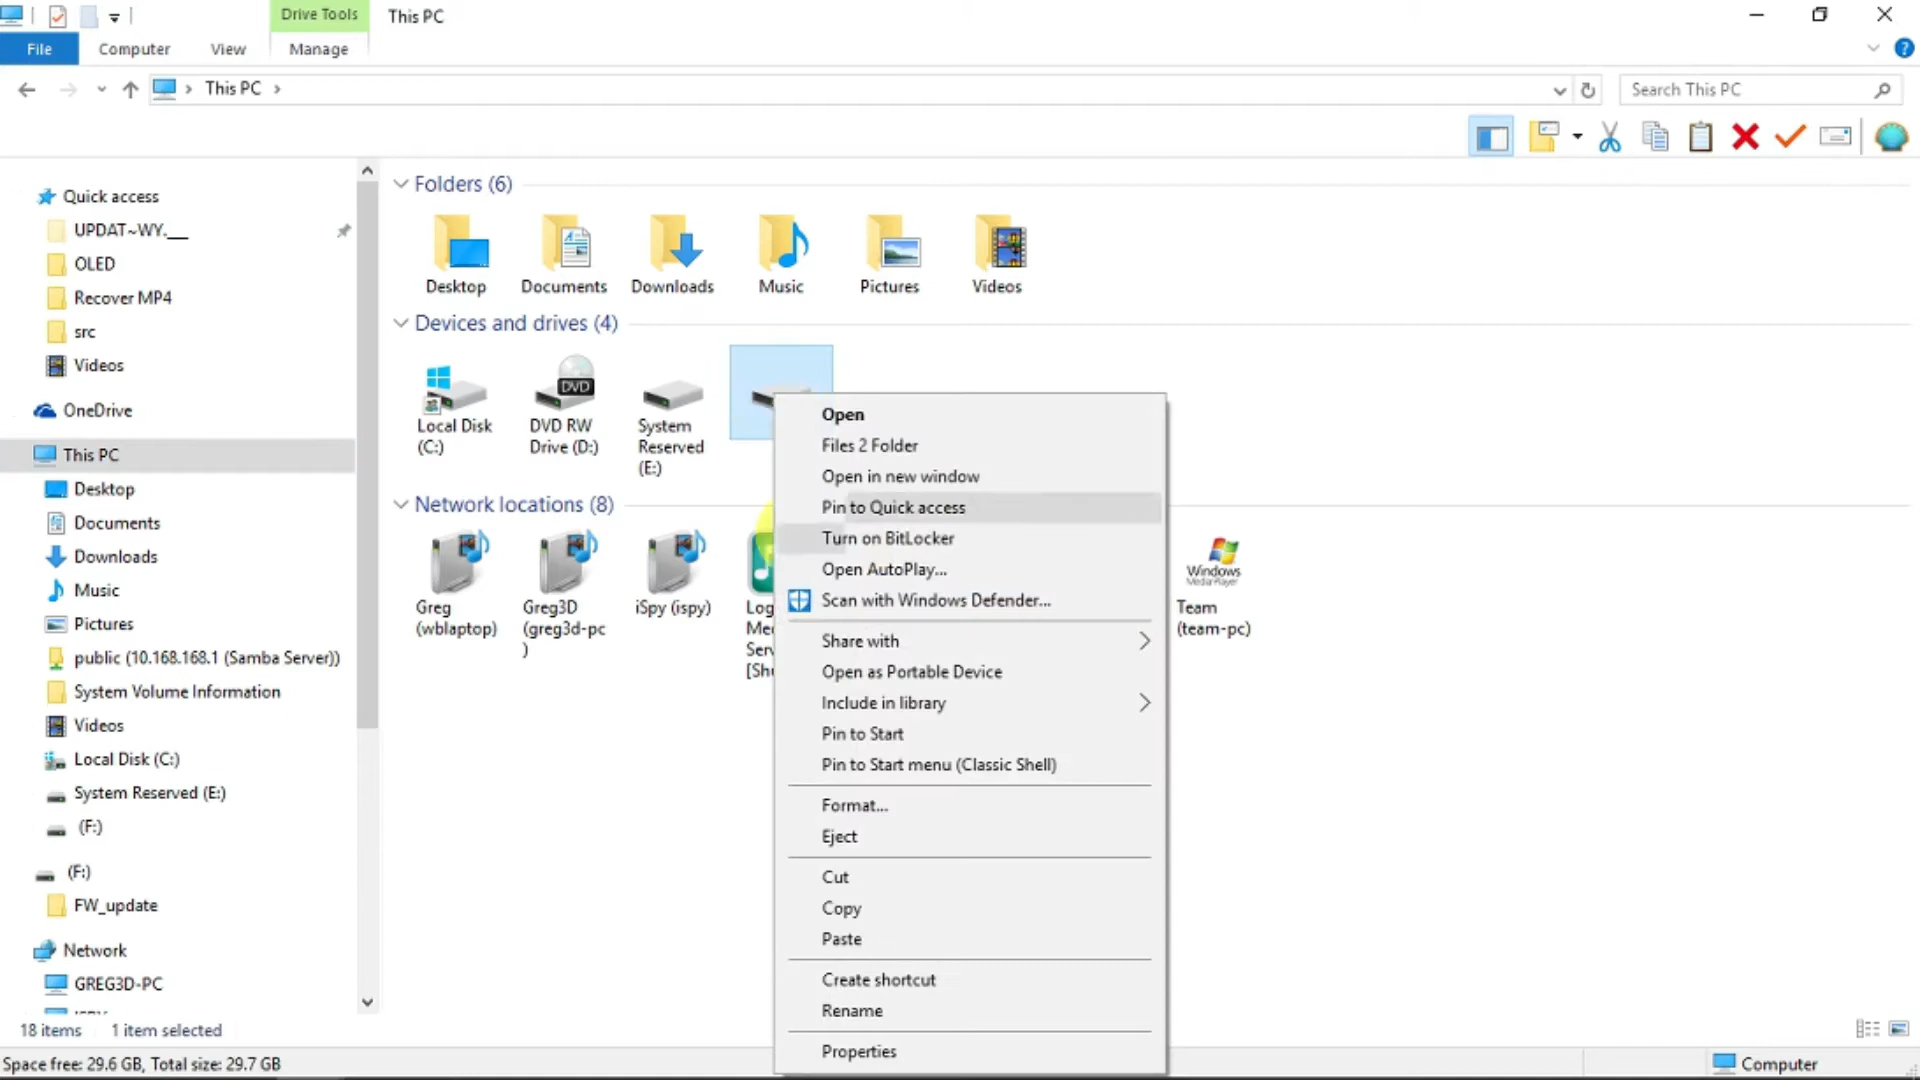 Drive Tools
This PC
File
Computer
View
Manage
This PC
Search This PC
Quick access
UPDAT~WY.___
OLED
Recover MP4
src
Videos
OneDrive
This PC
Desktop
Documents
Downloads
Music
Pictures
public (10.168.168.1 (Samba Server))
System Volume Information
Videos
Local Disk (C:)
System Reserved (E:)
(F:)
(F:)
FW_update
Network
GREG3D-PC
Folders (6)
Desktop
Documents
Downloads
Music
Pictures
Videos
Devices and drives (4)
Local Disk
(C:)
DVD
DVD RW
Drive (D:)
System
Reserved
(E:)
Network locations (8)
Greg
(wblaptop)
Greg3D
(greg3d-pc
)
iSpy (ispy)
Windows
Media Player
Team
(team-pc)
Open
Files 2 Folder
Open in new window
Pin to Quick access
Turn on BitLocker
Open AutoPlay...
Scan with Windows Defender...
Share with
Open as Portable Device
Include in library
Pin to Start
Pin to Start menu (Classic Shell)
Format...
Eject
Cut
Copy
Paste
Create shortcut
Rename
Properties
18 items
1 item selected
Space free: 29.6 GB, Total size: 29.7 GB
Computer